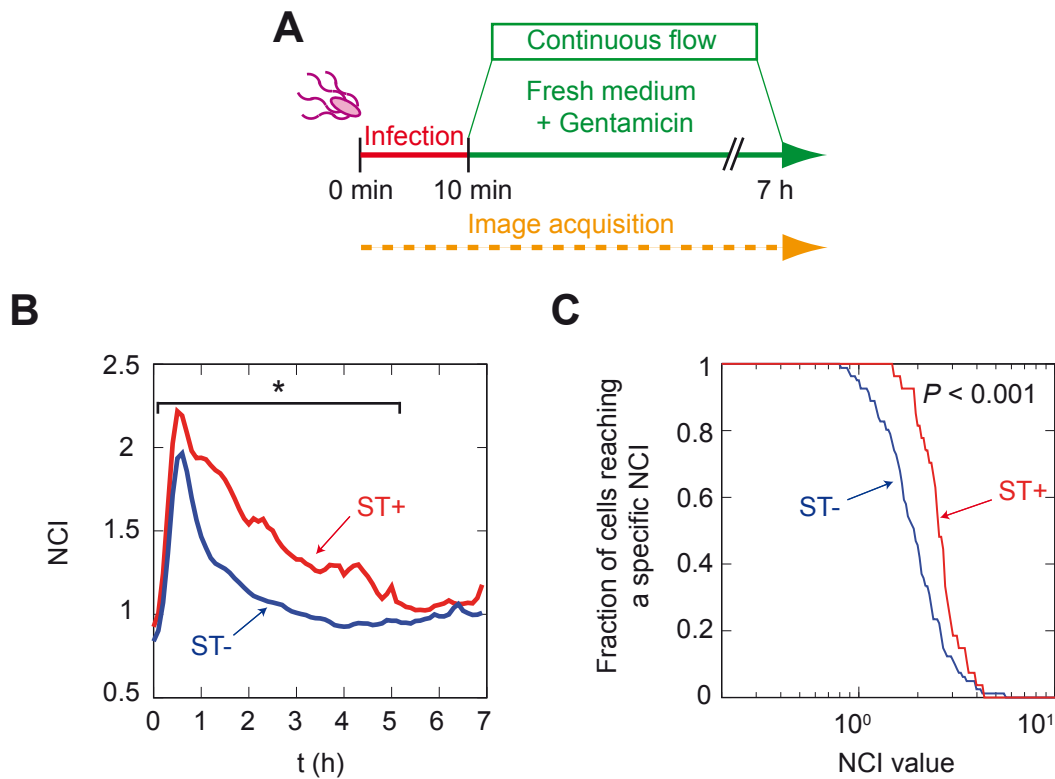 A
Continuous flow
Fresh medium
+ Gentamicin
Infection
0 min
10 min
7 h
Image acquisition
B
2.5
2
1.5
1
0.5
NCI
*
ST+
ST-
0 1 2 3 4 5 6 7
t (h)
C
1
0.8
0.6
0.4
0.2
0
Fraction of cells reaching
a specific NCI
P < 0.001
ST-
ST+
10⁰
10¹
NCI value